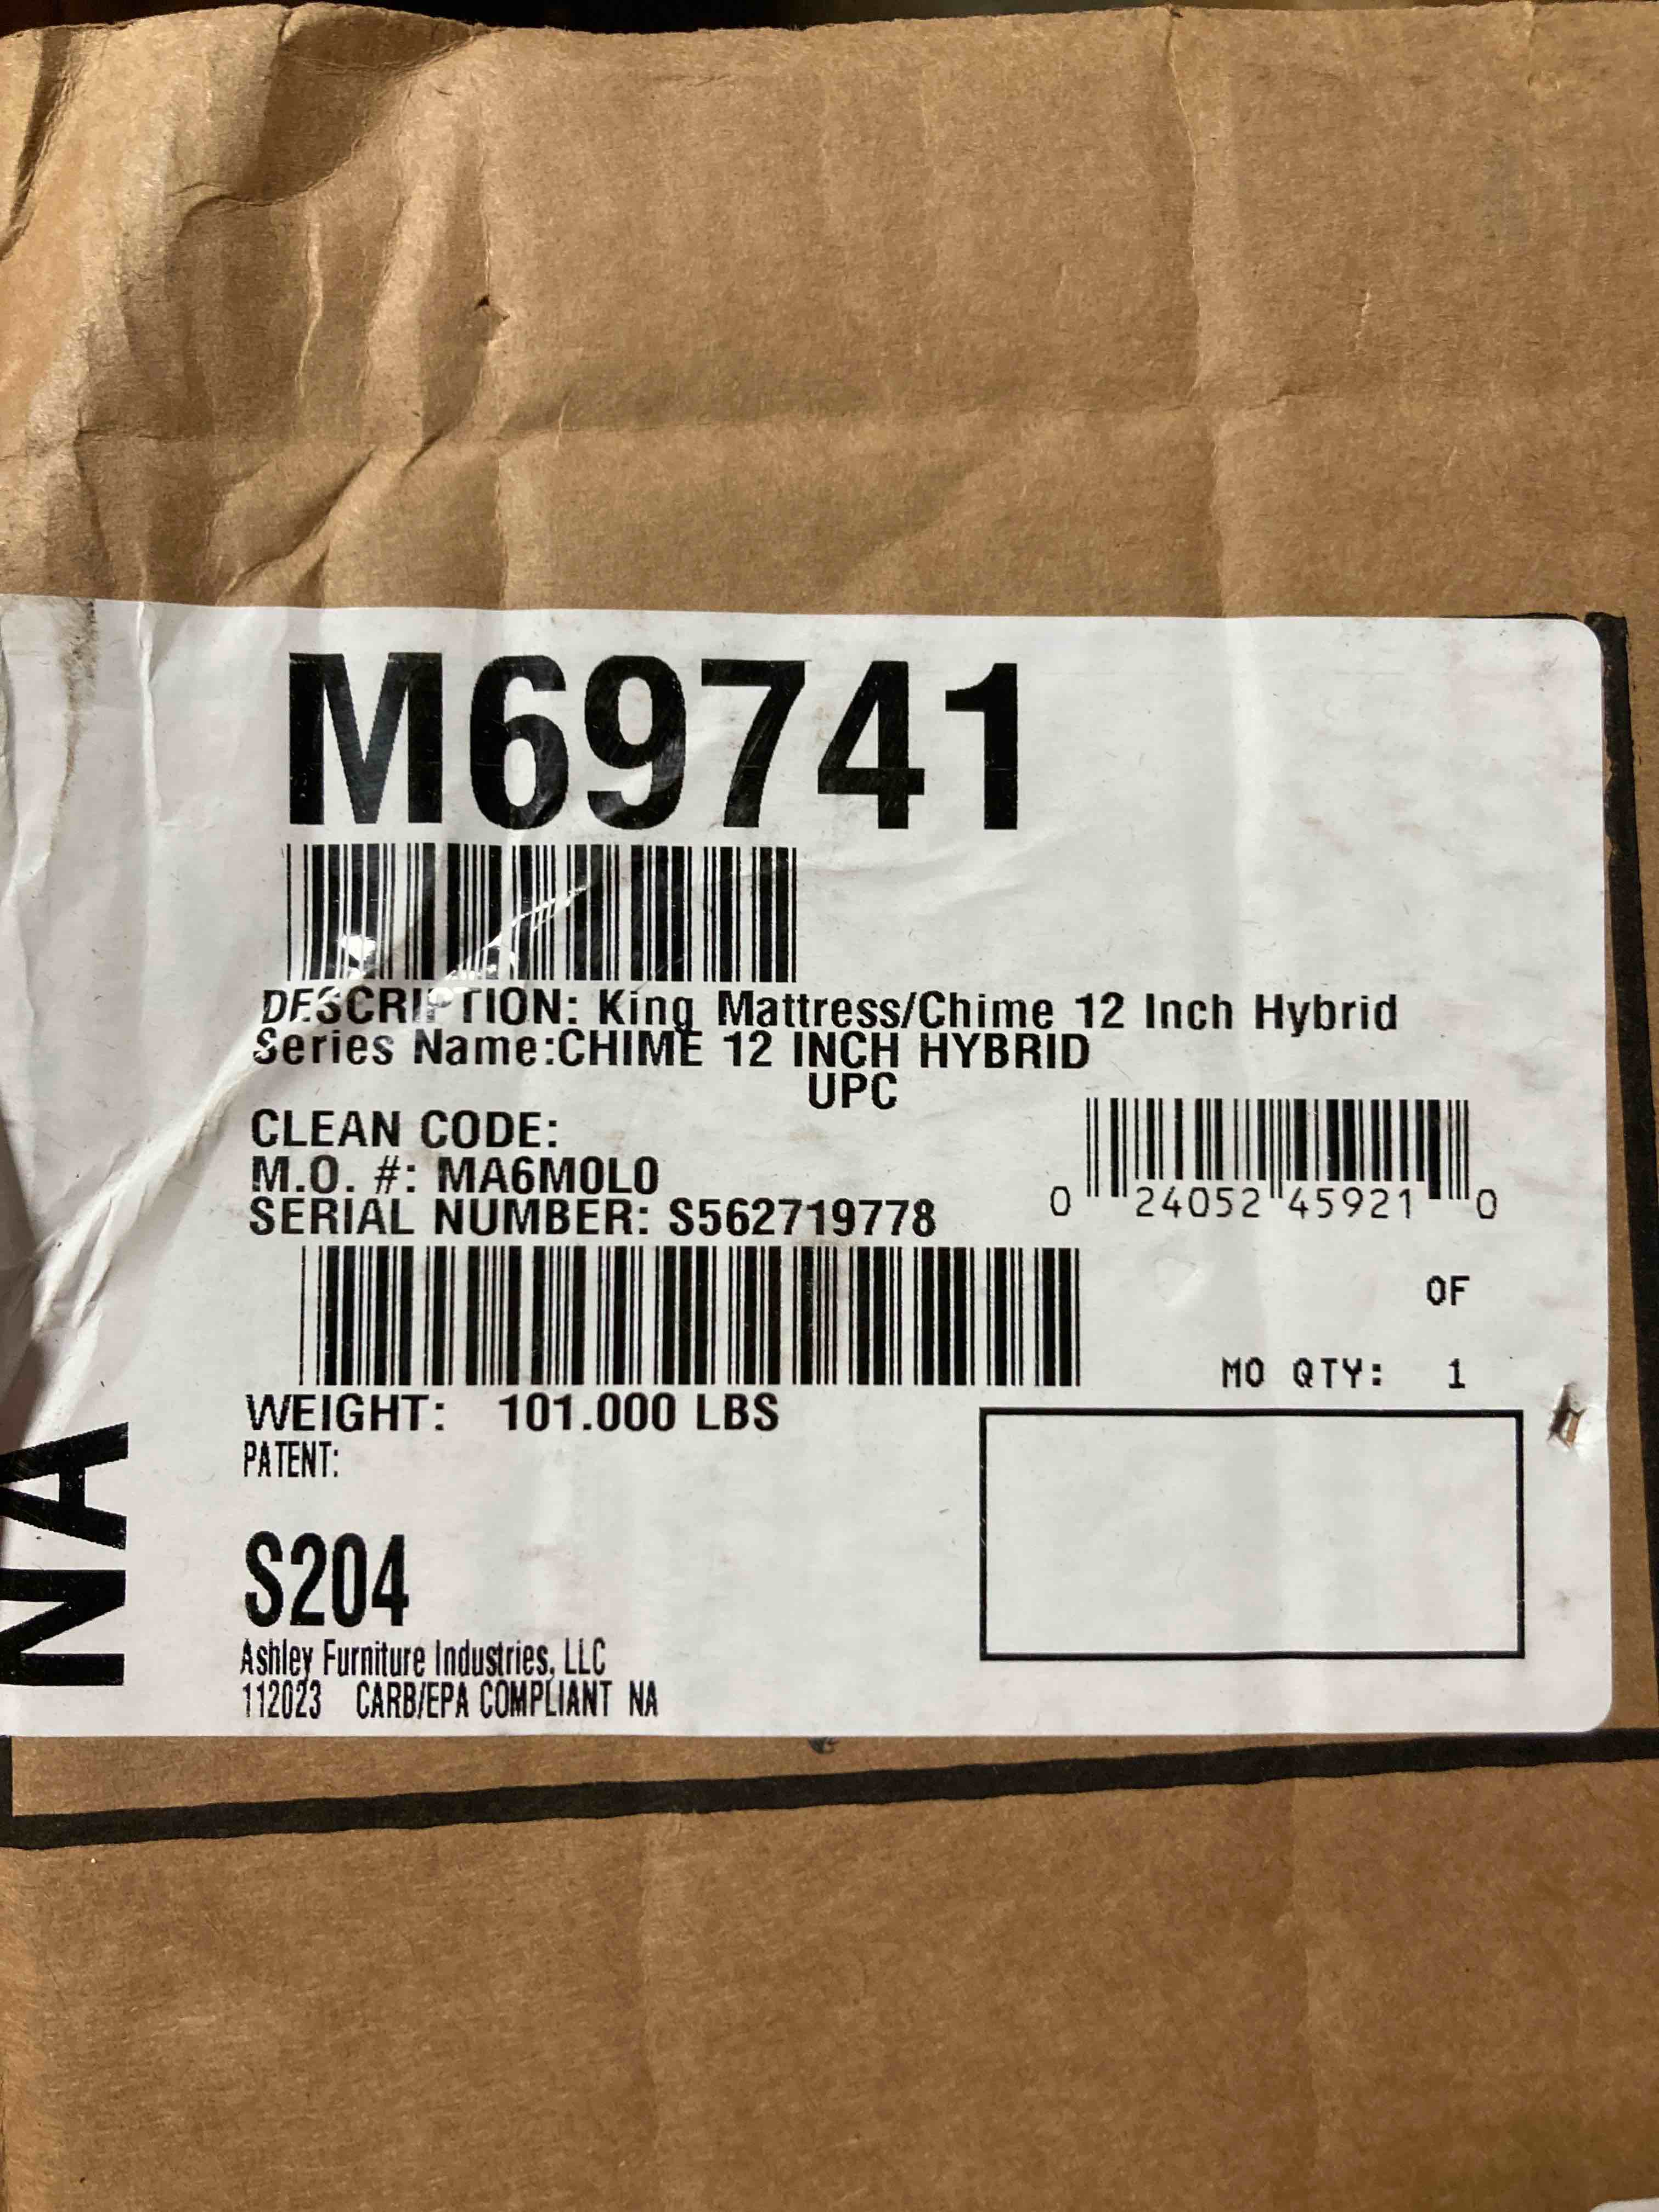 M69741
DESCRIPTION: King Mattress/Chime 12 Inch Hybrid
Series Name:CHIME 12 INCH HYBRID
UPC
CLEAN CODE:
M.O. #: MA6M0L0
SERIAL NUMBER: S562719778
0 24052 45921 0
OF
MO QTY: 1
WEIGHT: 101.000 LBS
PATENT:
NA
S204
Ashley Furniture Industries, LLC
112023 CARB/EPA COMPLIANT NA